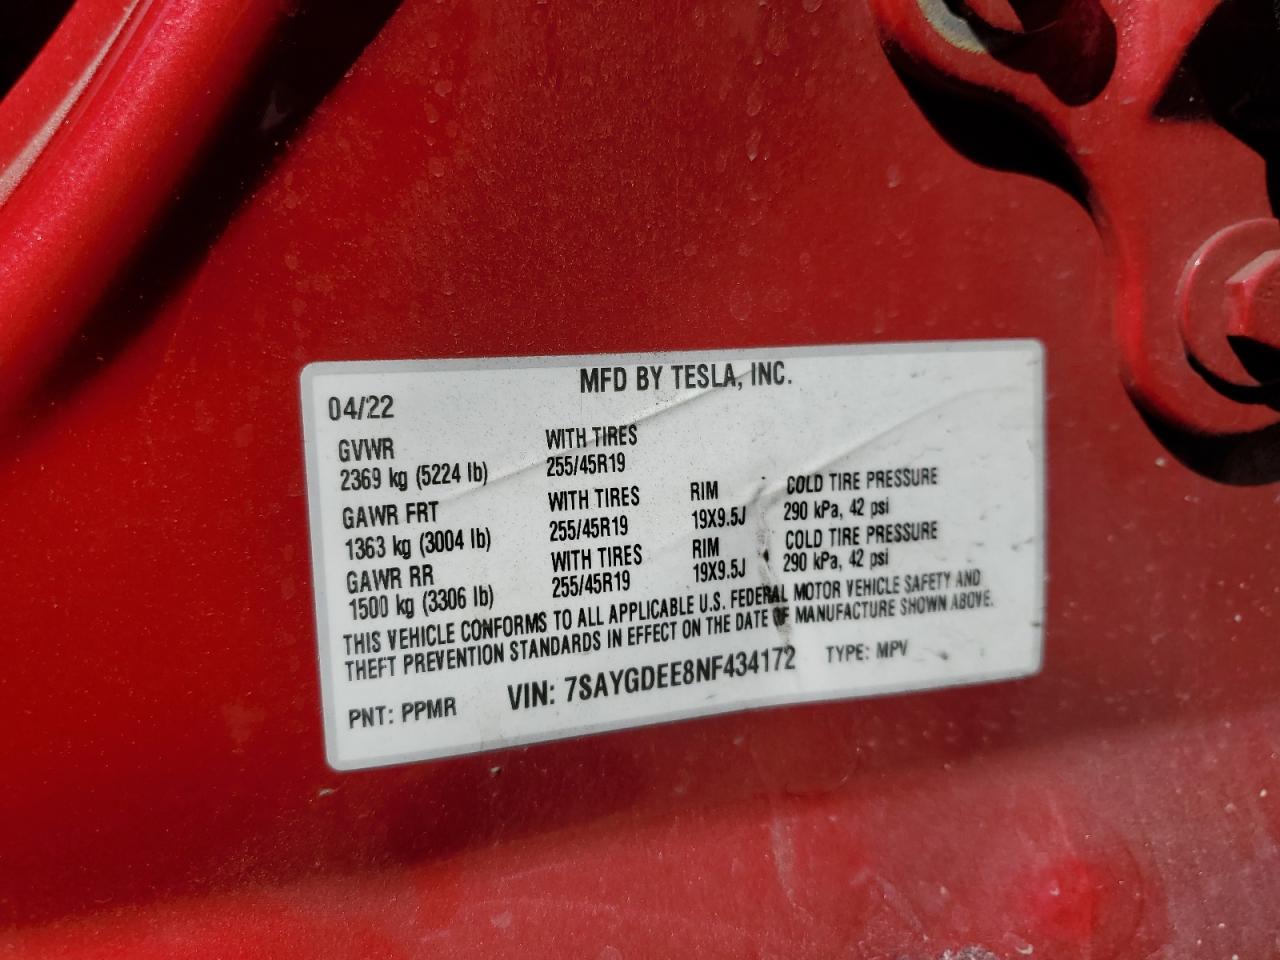 MFD BY TESLA, INC.
04/22
GVWR WITH TIRES
2369 kg (5224 lb) 255/45R19
GAWR FRT WITH TIRES RIM COLD TIRE PRESSURE
1363 kg (3004 lb) 255/45R19 19X9.5J 290 kPa, 42 psi
GAWR RR WITH TIRES RIM COLD TIRE PRESSURE
1500 kg (3306 lb) 255/45R19 19X9.5J 290 kPa, 42 psi
THIS VEHICLE CONFORMS TO ALL APPLICABLE U.S. FEDERAL MOTOR VEHICLE SAFETY AND
THEFT PREVENTION STANDARDS IN EFFECT ON THE DATE OF MANUFACTURE SHOWN ABOVE.
PNT: PPMR VIN: 7SAYGDEE8NF434172 TYPE: MPV